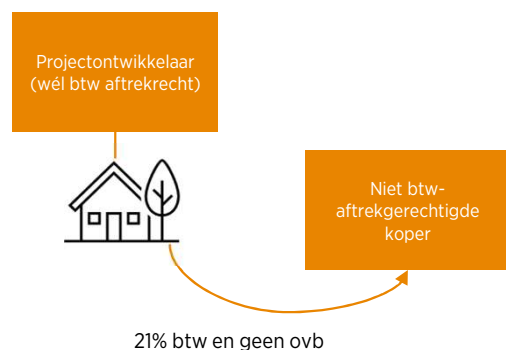 Projectontwikkelaar
(wél btw aftrekrecht)
Niet btw-
aftrekgerechtigde
koper
21% btw en geen ovb